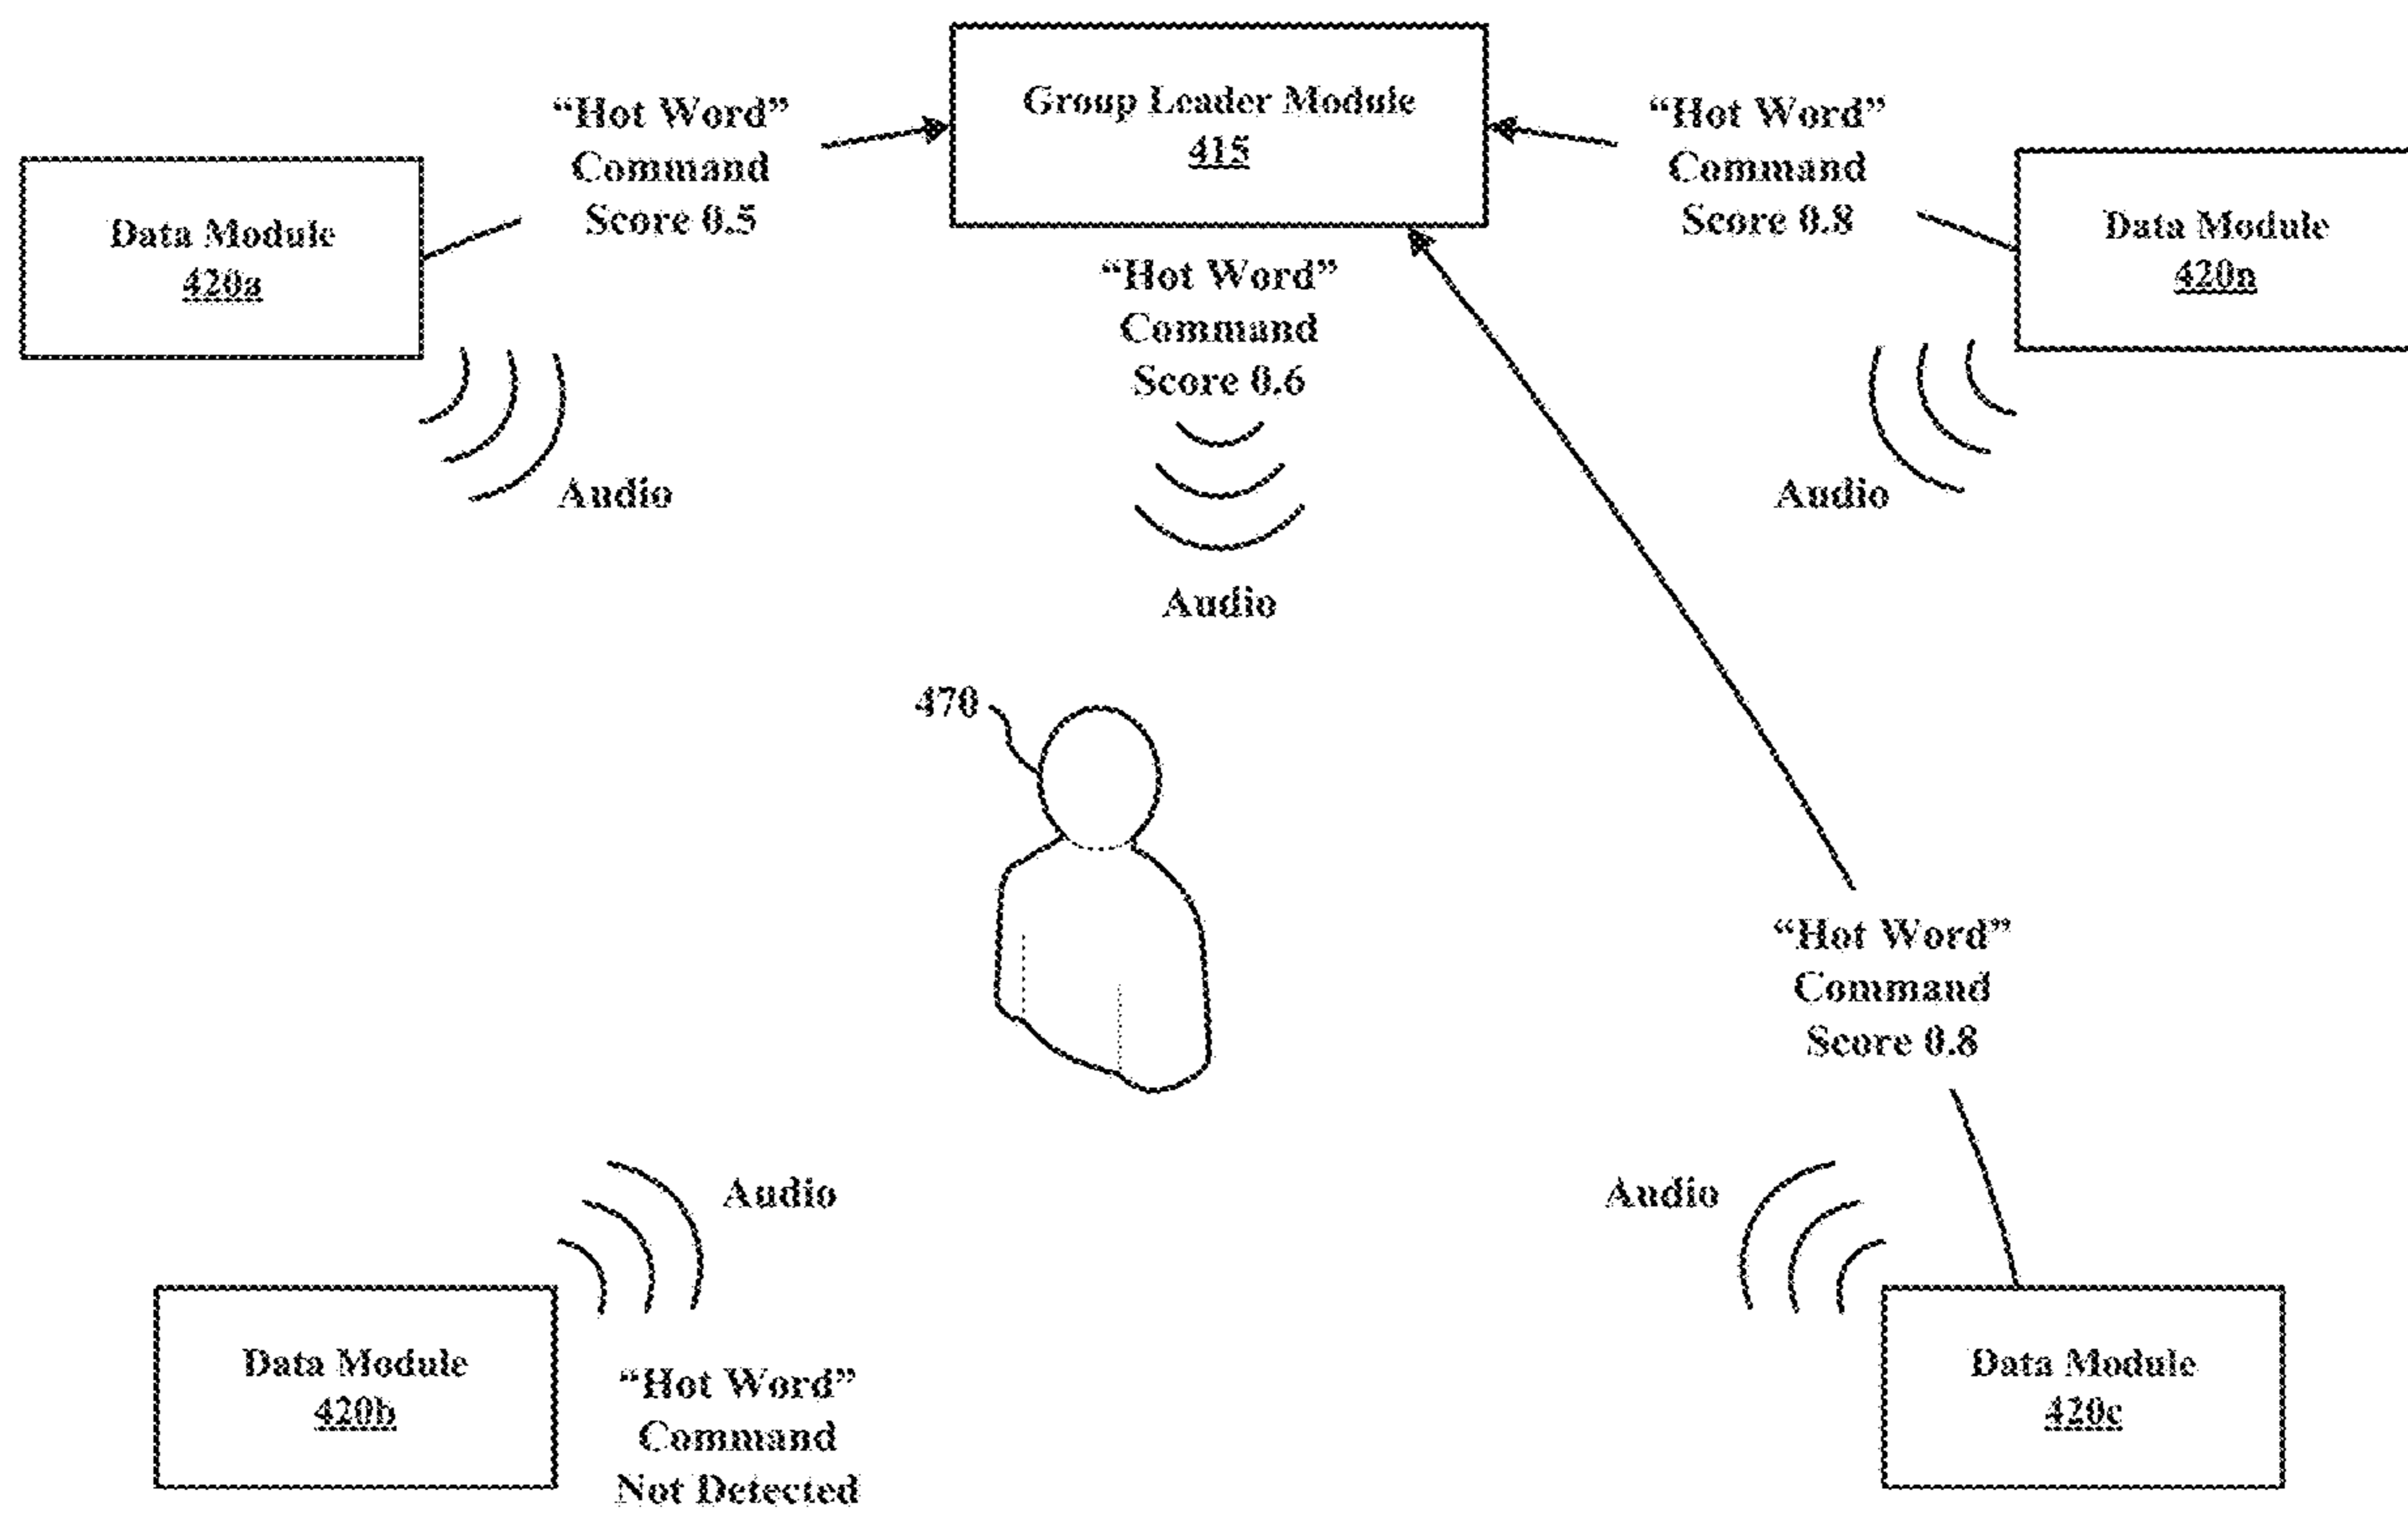 Group Leader Module
415
“Hot Word”
Command
Score 0.5
“Hot Word”
Command
Score 0.8
Data Module
420a
Data Module
420n
“Hot Word”
Command
Score 0.6
Audio
Audio
Audio
470
“Hot Word”
Command
Score 0.8
Audio
Audio
Data Module
420b
“Hot Word”
Command
Not Detected
Data Module
420c